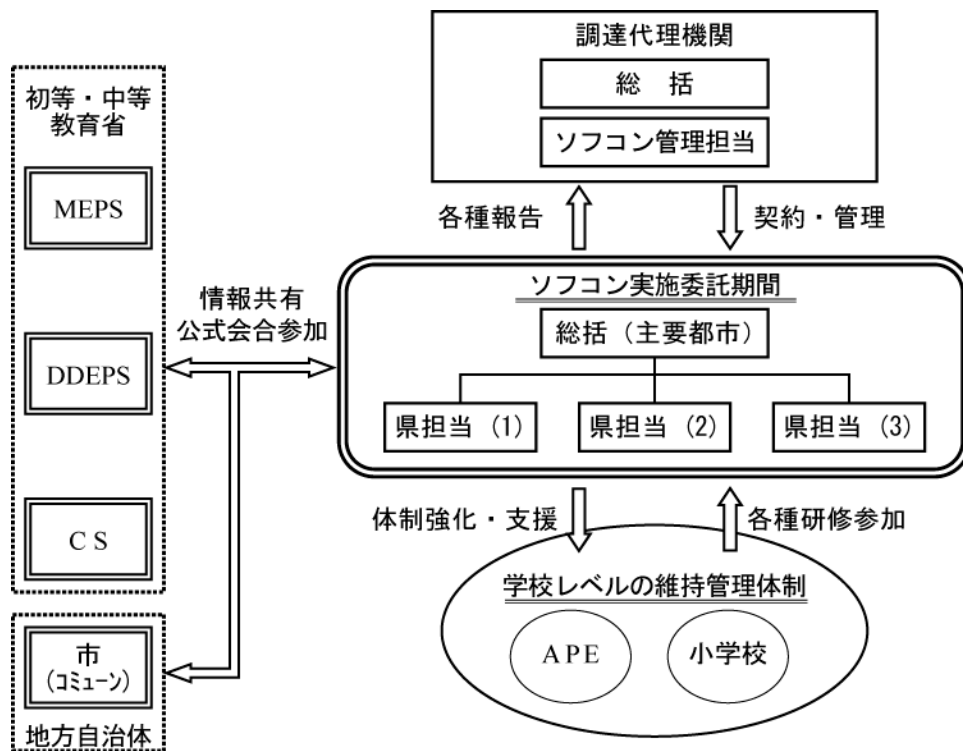 初等・中等
教育省
MEPS
DDEPS
CS
市
(コミューン)
地方自治体
情報共有
公式会合参加
調達代理機関
総　括
ソフコン管理担当
各種報告
契約・管理
ソフコン実施委託期間
総括（主要都市）
県担当 (1)
県担当 (2)
県担当 (3)
体制強化・支援
各種研修参加
学校レベルの維持管理体制
APE
小学校